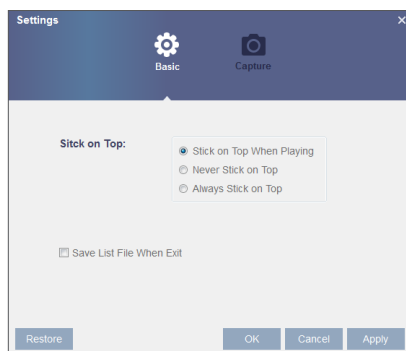 Settings
Basic
Capture
Sitck on Top:
Stick on Top When Playing
Never Stick on Top
Always Stick on Top
Save List File When Exit
Restore
OK
Cancel
Apply